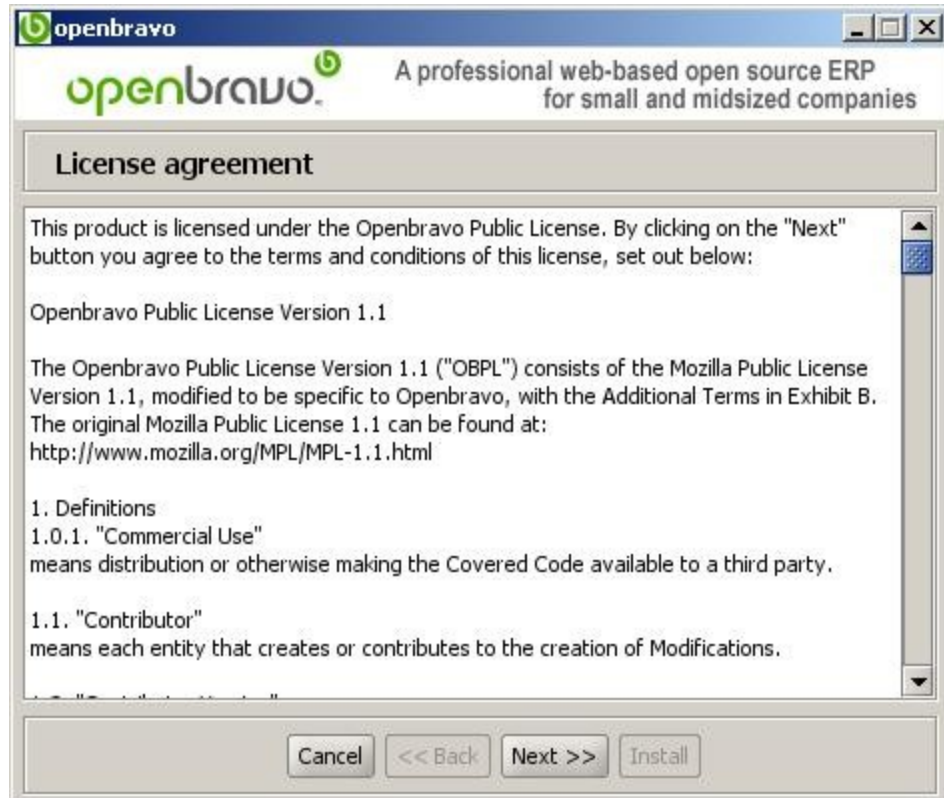 openbravo
openbravo.
A professional web-based open source ERP
for small and midsized companies
License agreement
This product is licensed under the Openbravo Public License. By clicking on the "Next"
button you agree to the terms and conditions of this license, set out below:
Openbravo Public License Version 1.1
The Openbravo Public License Version 1.1 ("OBPL") consists of the Mozilla Public License
Version 1.1, modified to be specific to Openbravo, with the Additional Terms in Exhibit B.
The original Mozilla Public License 1.1 can be found at:
http://www.mozilla.org/MPL/MPL-1.1.html
1. Definitions
1.0.1. "Commercial Use"
means distribution or otherwise making the Covered Code available to a third party.
1.1. "Contributor"
means each entity that creates or contributes to the creation of Modifications.
Cancel << Back Next >> Install